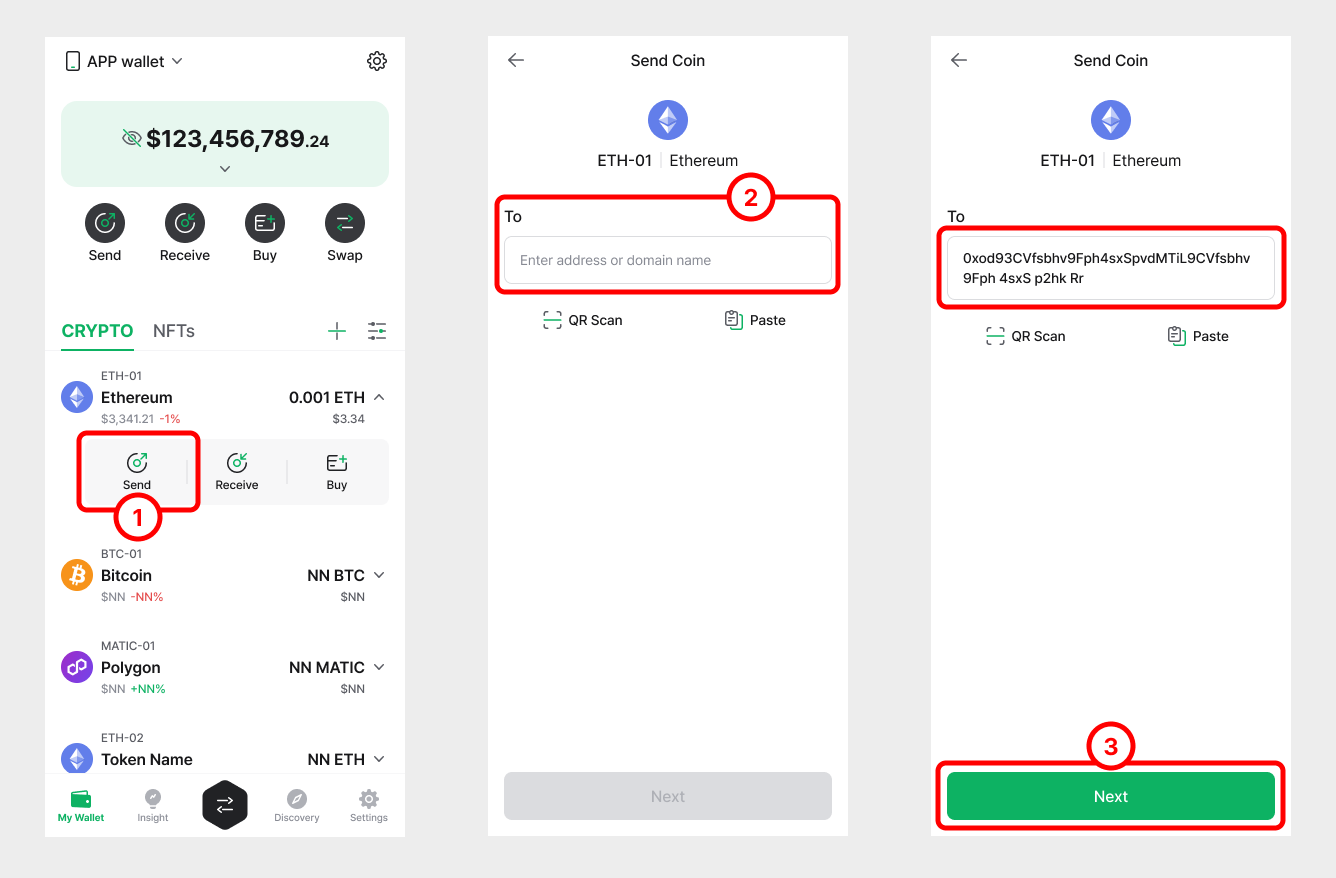 APP wallet
$123,456,789.24
Send Receive Buy Swap
CRYPTO NFTs
ETH-01
Ethereum 0.001 ETH
$3,341.21 -1% $3.34
Send Receive Buy
1
BTC-01
Bitcoin NN BTC
$NN -NN% $NN
MATIC-01
Polygon NN MATIC
$NN +NN% $NN
ETH-02
Token Name NN ETH
My Wallet Insight Discovery Settings
Send Coin
ETH-01 Ethereum
2
To
Enter address or domain name
QR Scan Paste
Next
Send Coin
ETH-01 Ethereum
To
0xod93CVfsbhv9Fph4sxSpvdMTiL9CVfsbhv
9Fph 4sxS p2hk Rr
QR Scan Paste
3
Next